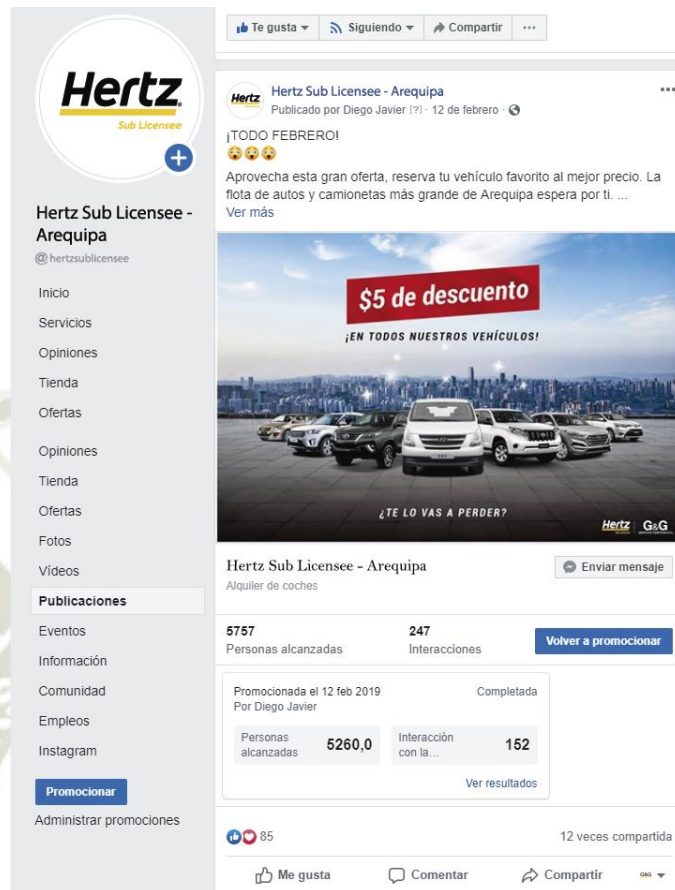 Hertz
Sub Licensee
Hertz Sub Licensee -
Arequipa
@hertzsublicensee
Inicio
Servicios
Opiniones
Tienda
Ofertas
Opiniones
Tienda
Ofertas
Fotos
Vídeos
Publicaciones
Eventos
Información
Comunidad
Empleos
Instagram
Promocionar
Administrar promociones
Te gusta
Siguiendo
Compartir
Hertz
Hertz Sub Licensee - Arequipa
Publicado por Diego Javier [?] · 12 de febrero ·
¡TODO FEBRERO!
😯😯😯
Aprovecha esta gran oferta, reserva tu vehículo favorito al mejor precio. La
flota de autos y camionetas más grande de Arequipa espera por ti. ...
Ver más
$5 de descuento
¡EN TODOS NUESTROS VEHÍCULOS!
¿TE LO VAS A PERDER?
Hertz G&G
Hertz Sub Licensee - Arequipa
Alquiler de coches
Enviar mensaje
5757
Personas alcanzadas
247
Interacciones
Volver a promocionar
Promocionada el 12 feb 2019
Por Diego Javier
Completada
Personas
alcanzadas
5260,0
Interacción
con la...
152
Ver resultados
85
12 veces compartida
Me gusta
Comentar
Compartir
G&G